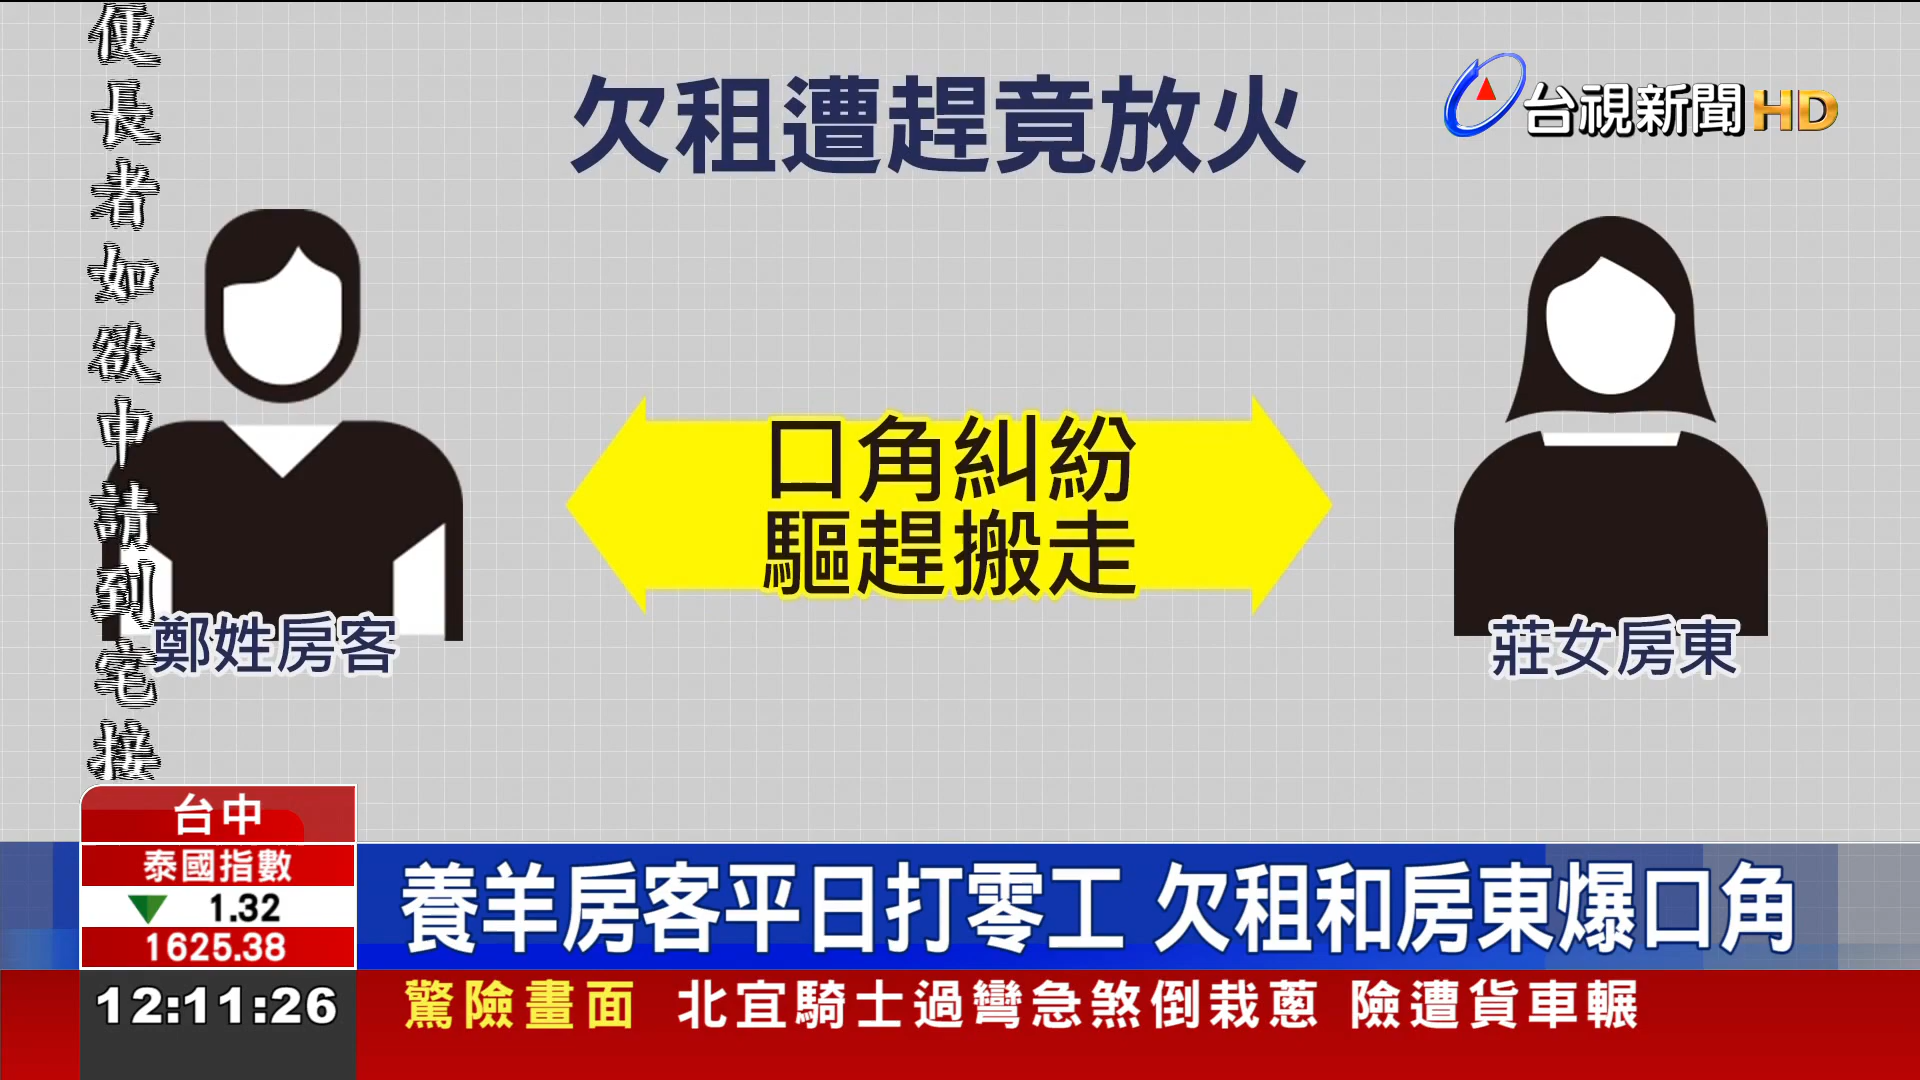 便長者如欲申請到宅接
欠租遭趕竟放火
台視新聞HD
口角糾紛
驅趕搬走
鄭姓房客
莊女房東
台中
泰國指數
1.32
1625.38
養羊房客平日打零工 欠租和房東爆口角
12:11:26
驚險畫面 北宜騎士過彎急煞倒栽蔥 險遭貨車輾